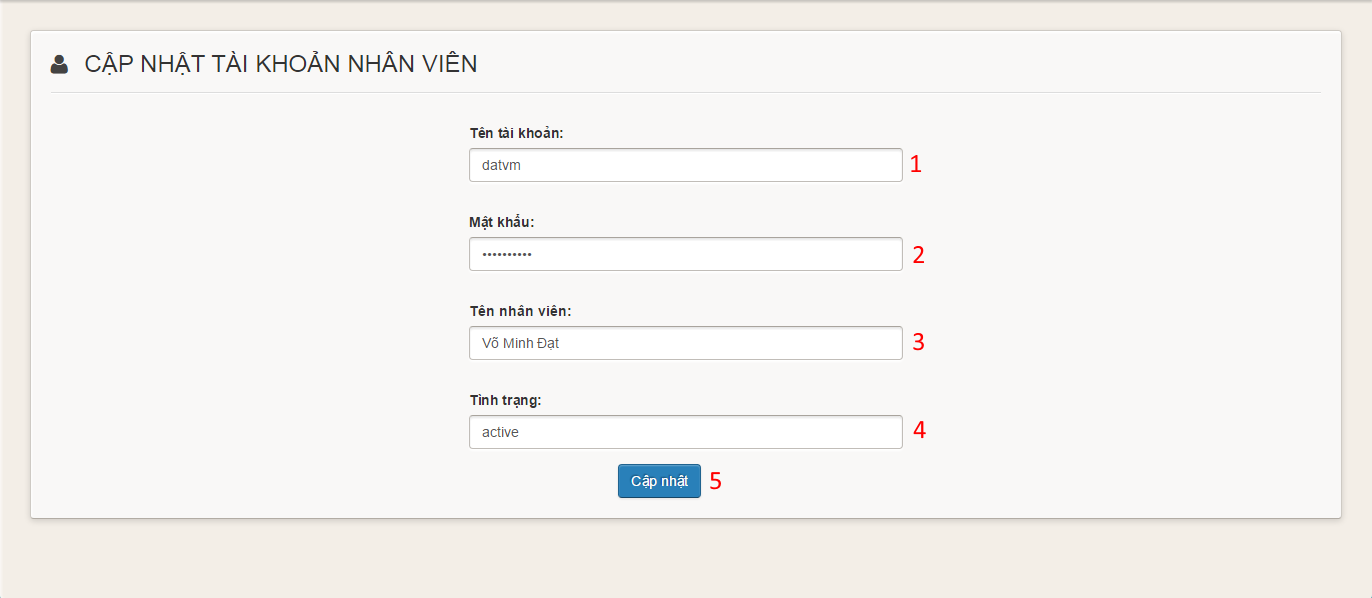 CẬP NHẬT TÀI KHOẢN NHÂN VIÊN
Tên tài khoản:
datvm 1
Mật khẩu:
•••••••••• 2
Tên nhân viên:
Võ Minh Đạt 3
Tình trạng:
active 4
Cập nhật 5